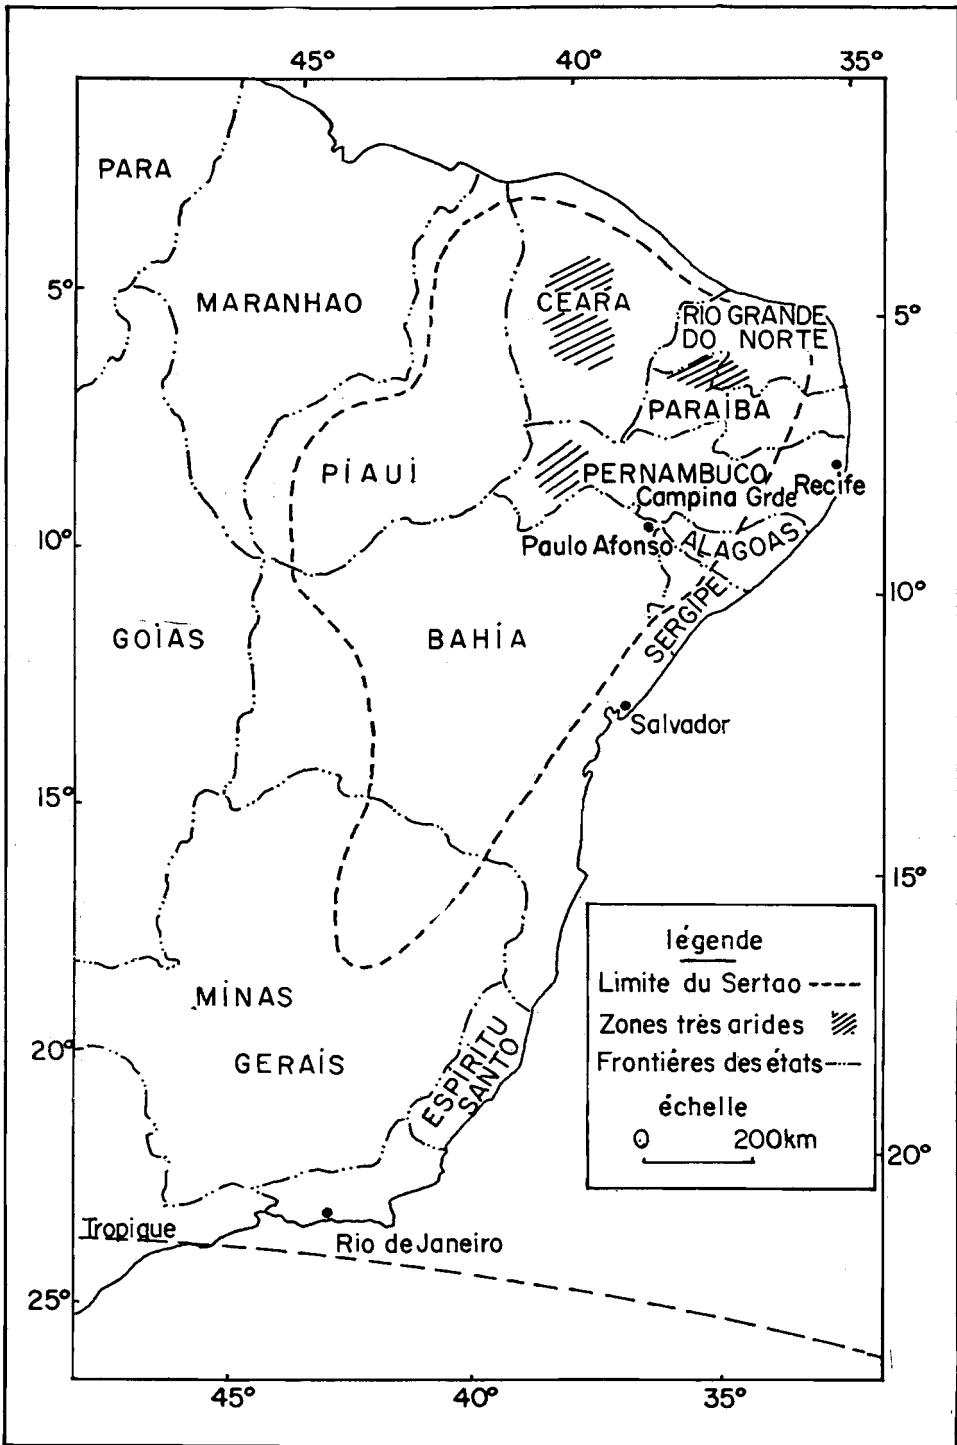 45° 40° 35°
PARA
5°
MARANHAO
CEARA
RIO GRANDE
DO NORTE
5°
PARAIBA
PIAUI
PERNAMBUCO
Campina Grde
Recife
10°
Paulo Afonso
ALAGOAS
10°
GOIAS
BAHIA
SERGIPE
Salvador
15°
15°
légende
Limite du Sertao
Zones très arides
Frontiéres des états
échelle
0 200km
MINAS
GERAIS
ESPIRITU
SANTO
20°
20°
Tropique
Rio de Janeiro
25°
45° 40° 35°